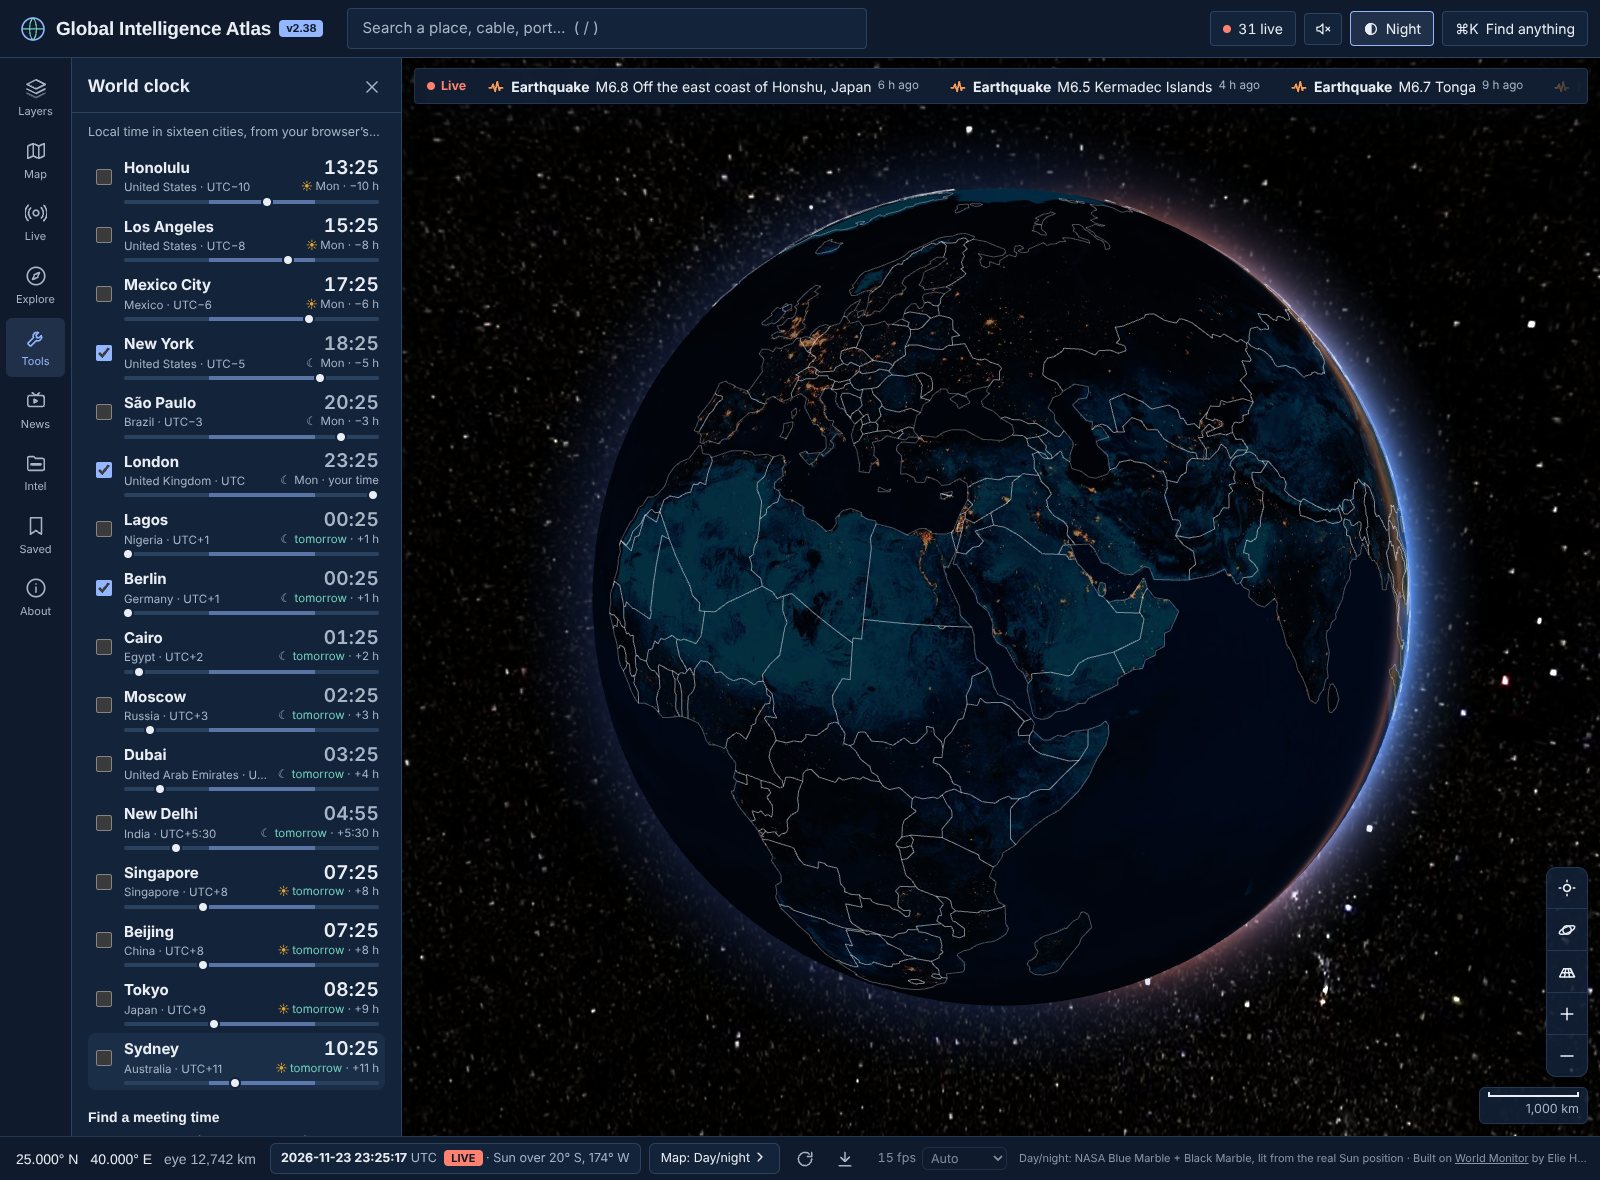 Global Intelligence Atlas v2.38
Search a place, cable, port... ( / )
31 live
Night
⌘K Find anything
Layers
Map
Live
Explore
Tools
News
Intel
Saved
About
World clock
Local time in sixteen cities, from your browser's...
Honolulu 13:25
United States · UTC−10 Mon · −10 h
Los Angeles 15:25
United States · UTC−8 Mon · −8 h
Mexico City 17:25
Mexico · UTC−6 Mon · −6 h
New York 18:25
United States · UTC−5 Mon · −5 h
São Paulo 20:25
Brazil · UTC−3 Mon · −3 h
London 23:25
United Kingdom · UTC Mon · your time
Lagos 00:25
Nigeria · UTC+1 tomorrow · +1 h
Berlin 00:25
Germany · UTC+1 tomorrow · +1 h
Cairo 01:25
Egypt · UTC+2 tomorrow · +2 h
Moscow 02:25
Russia · UTC+3 tomorrow · +3 h
Dubai 03:25
United Arab Emirates · U... tomorrow · +4 h
New Delhi 04:55
India · UTC+5:30 tomorrow · +5:30 h
Singapore 07:25
Singapore · UTC+8 tomorrow · +8 h
Beijing 07:25
China · UTC+8 tomorrow · +8 h
Tokyo 08:25
Japan · UTC+9 tomorrow · +9 h
Sydney 10:25
Australia · UTC+11 tomorrow · +11 h
Find a meeting time
Live Earthquake M6.8 Off the east coast of Honshu, Japan 6 h ago Earthquake M6.5 Kermadec Islands 4 h ago Earthquake M6.7 Tonga 9 h ago
1,000 km
25.000° N 40.000° E eye 12,742 km
2026-11-23 23:25:17 UTC LIVE · Sun over 20° S, 174° W
Map: Day/night
15 fps Auto
Day/night: NASA Blue Marble + Black Marble, lit from the real Sun position · Built on World Monitor by Elie H...